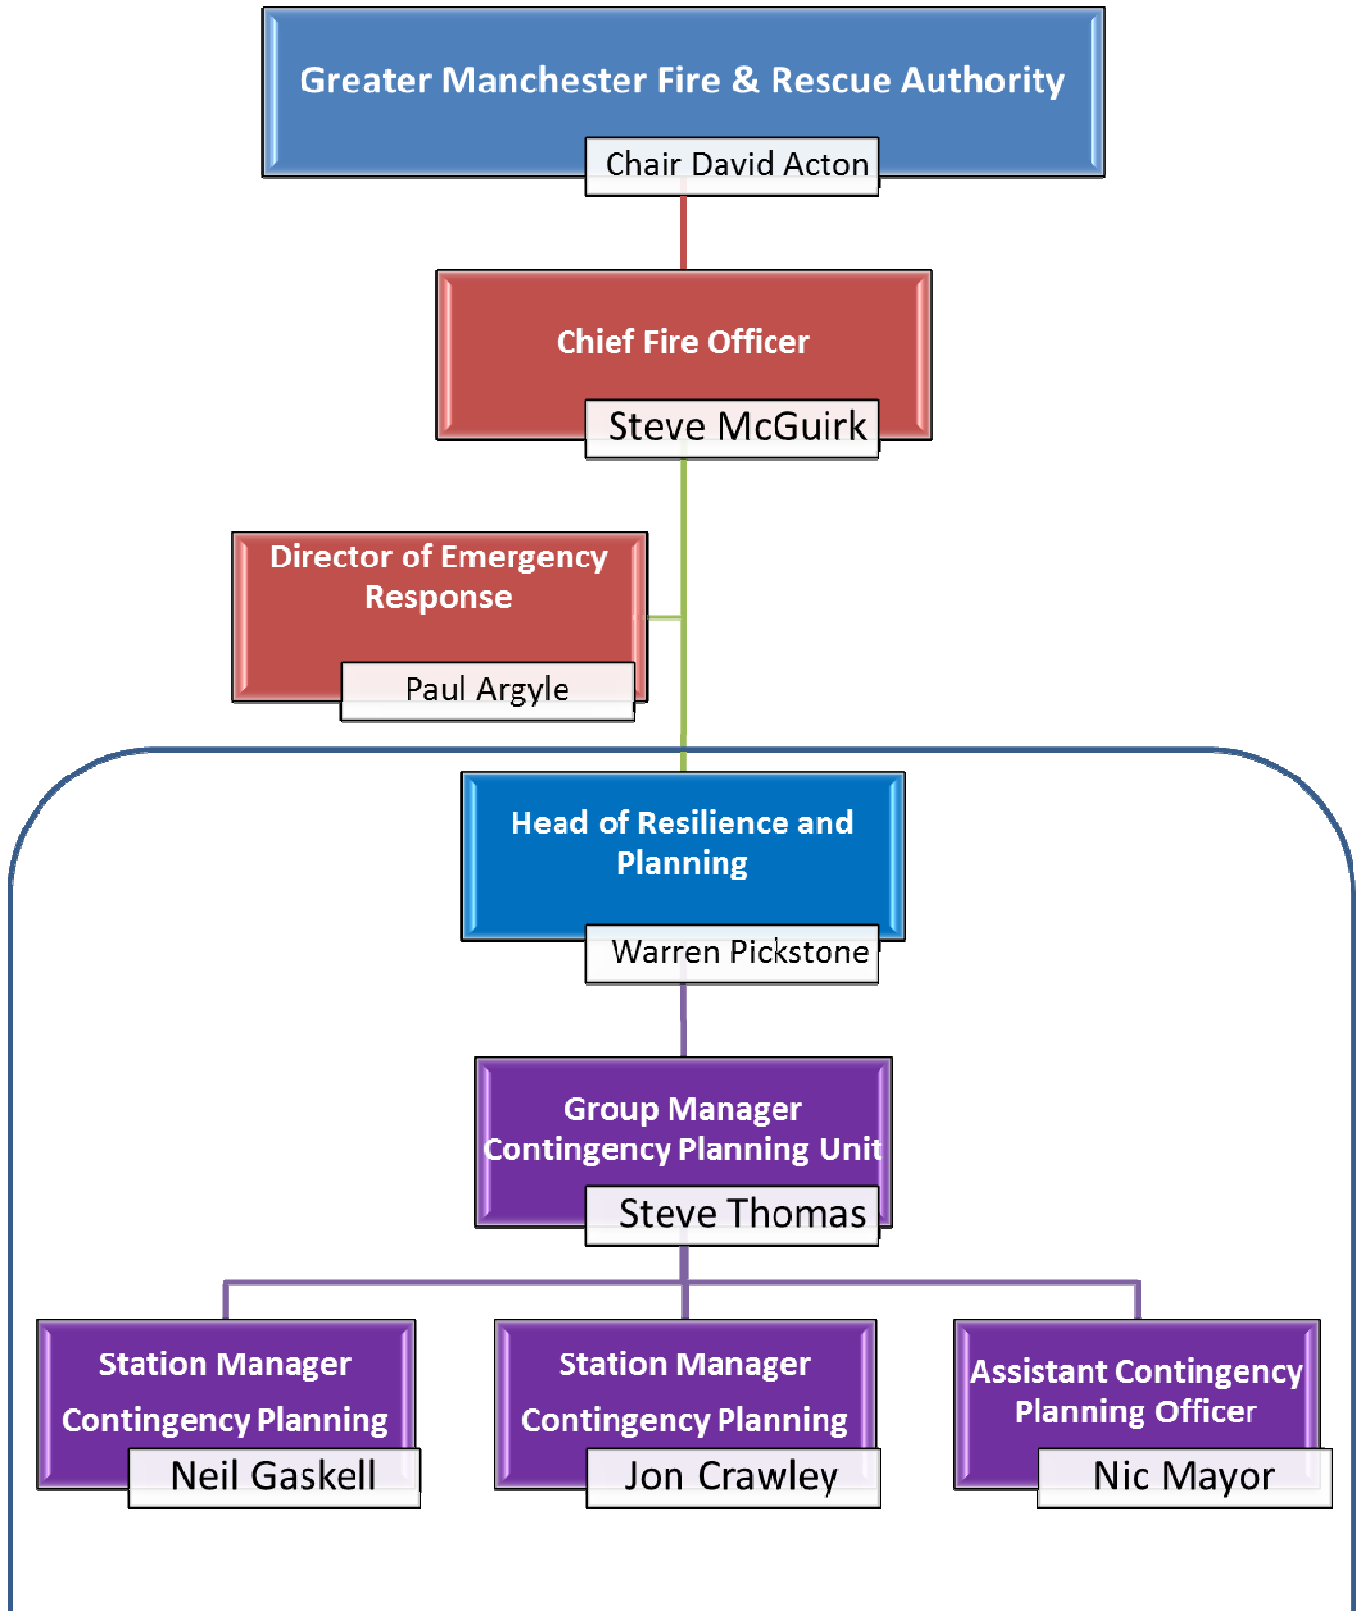 Greater Manchester Fire & Rescue Authority
Chair David Acton
Chief Fire Officer
Steve McGuirk
Director of Emergency
Response
Paul Argyle
Head of Resilience and
Planning
Warren Pickstone
Group Manager
Contingency Planning Unit
Steve Thomas
Station Manager
Contingency Planning
Neil Gaskell
Station Manager
Contingency Planning
Jon Crawley
Assistant Contingency
Planning Officer
Nic Mayor